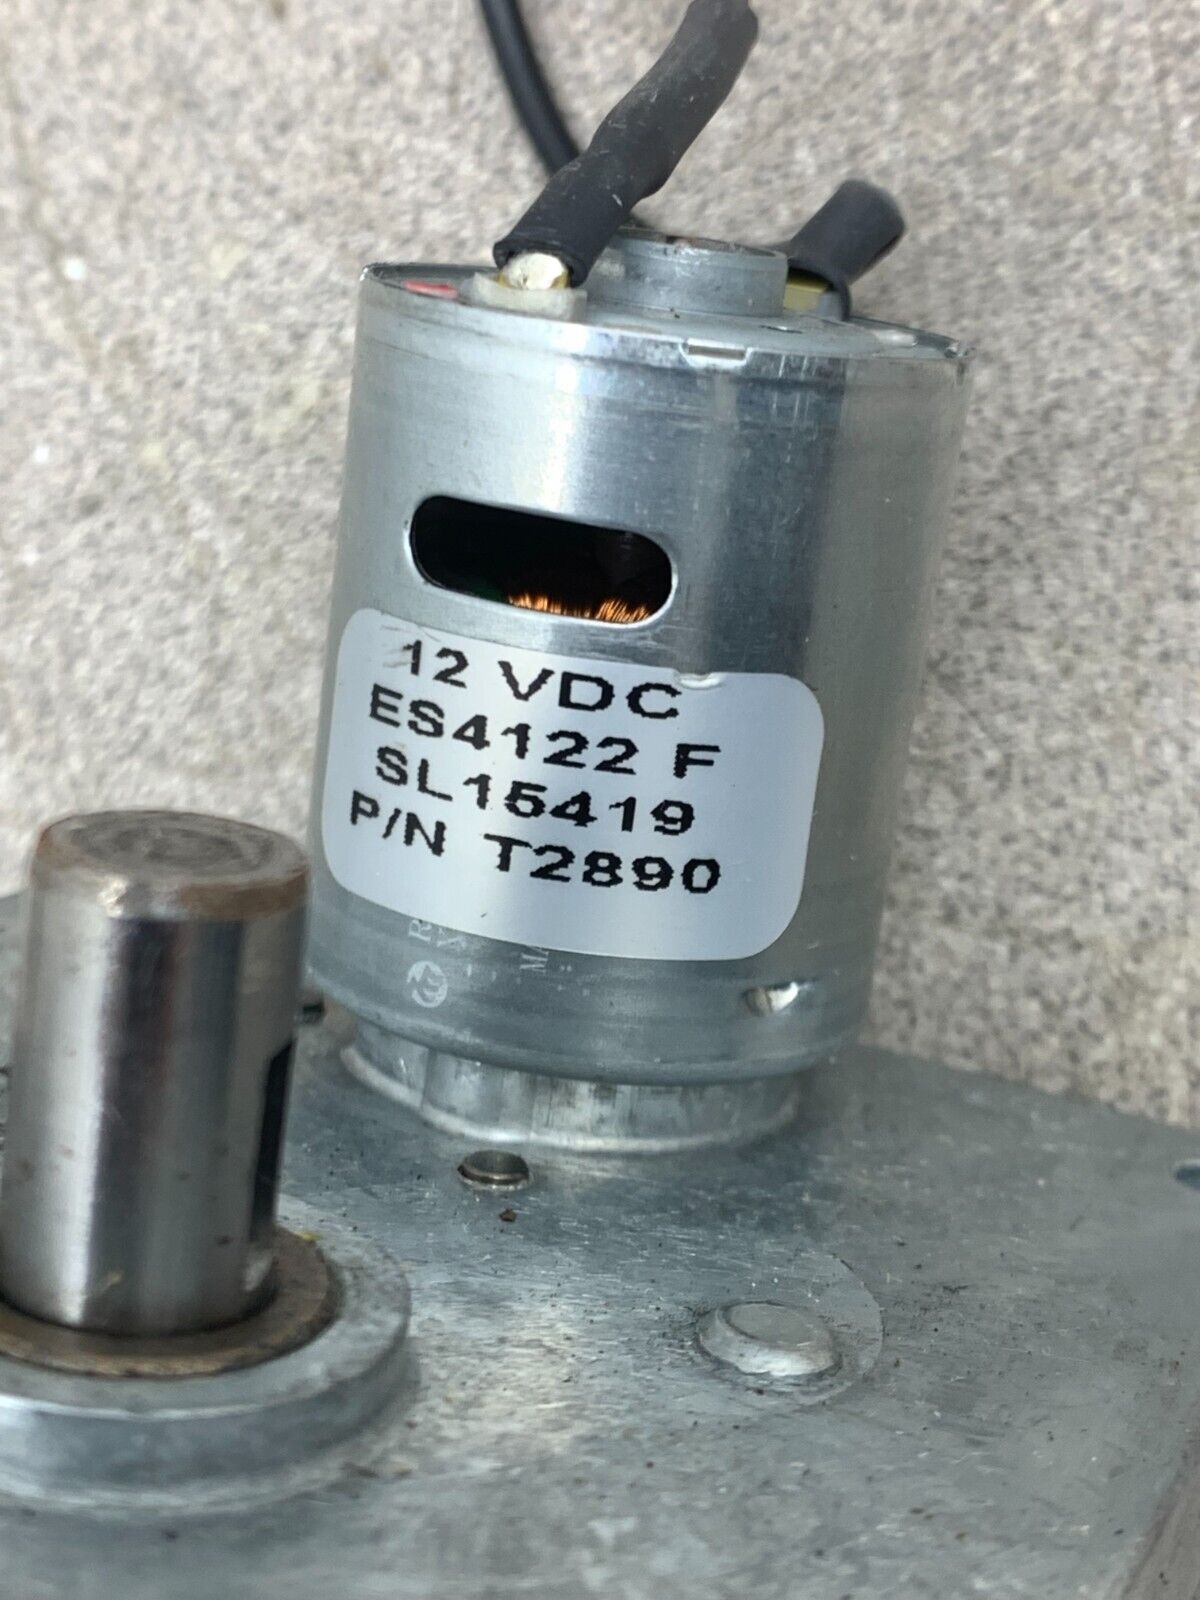 12 VDC
ES4122 F
SL15419
P/N T2890